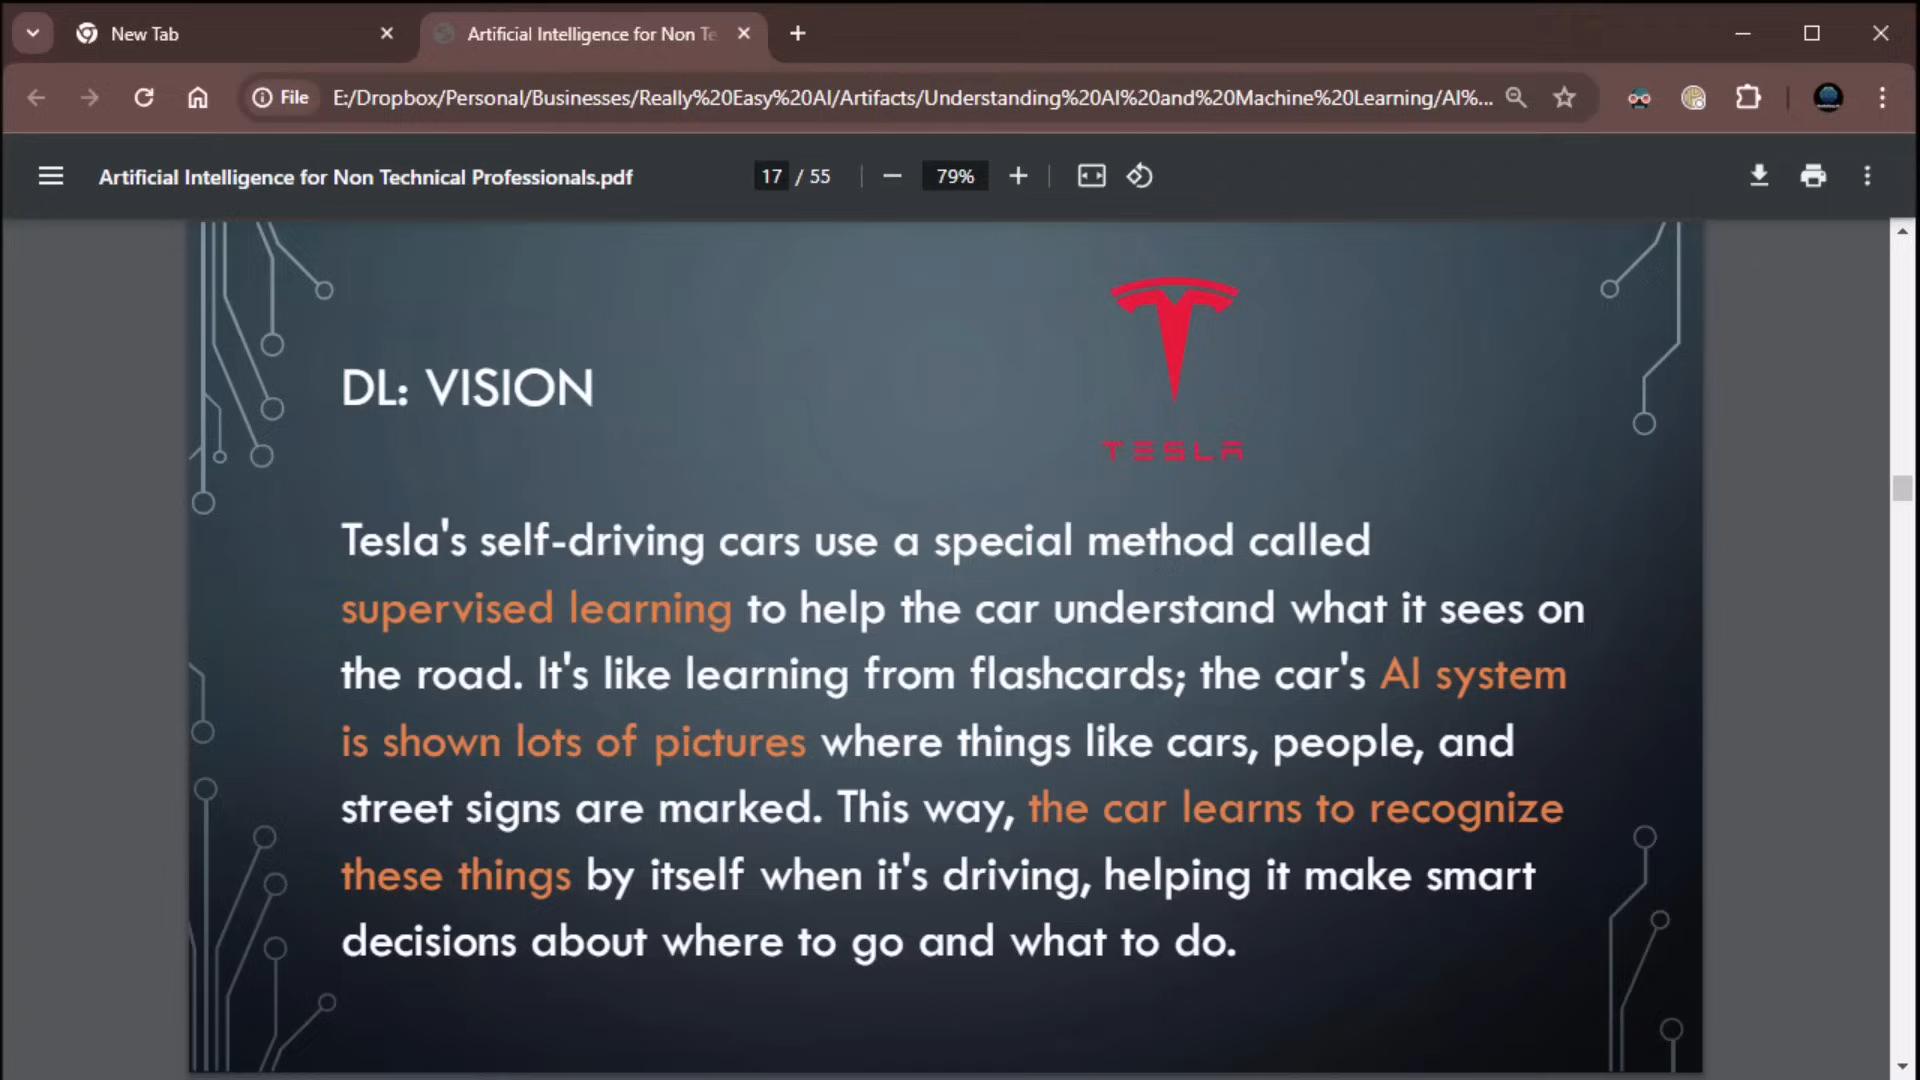 New Tab
Artificial Intelligence for Non Te
File
E:/Dropbox/Personal/Businesses/Really%20Easy%20AI/Artifacts/Understanding%20AI%20and%20Machine%20Learning/AI%...
Artificial Intelligence for Non Technical Professionals.pdf
17 / 55
79%
DL: VISION
TESLA
Tesla's self-driving cars use a special method called
supervised learning to help the car understand what it sees on
the road. It's like learning from flashcards; the car's AI system
is shown lots of pictures where things like cars, people, and
street signs are marked. This way, the car learns to recognize
these things by itself when it's driving, helping it make smart
decisions about where to go and what to do.